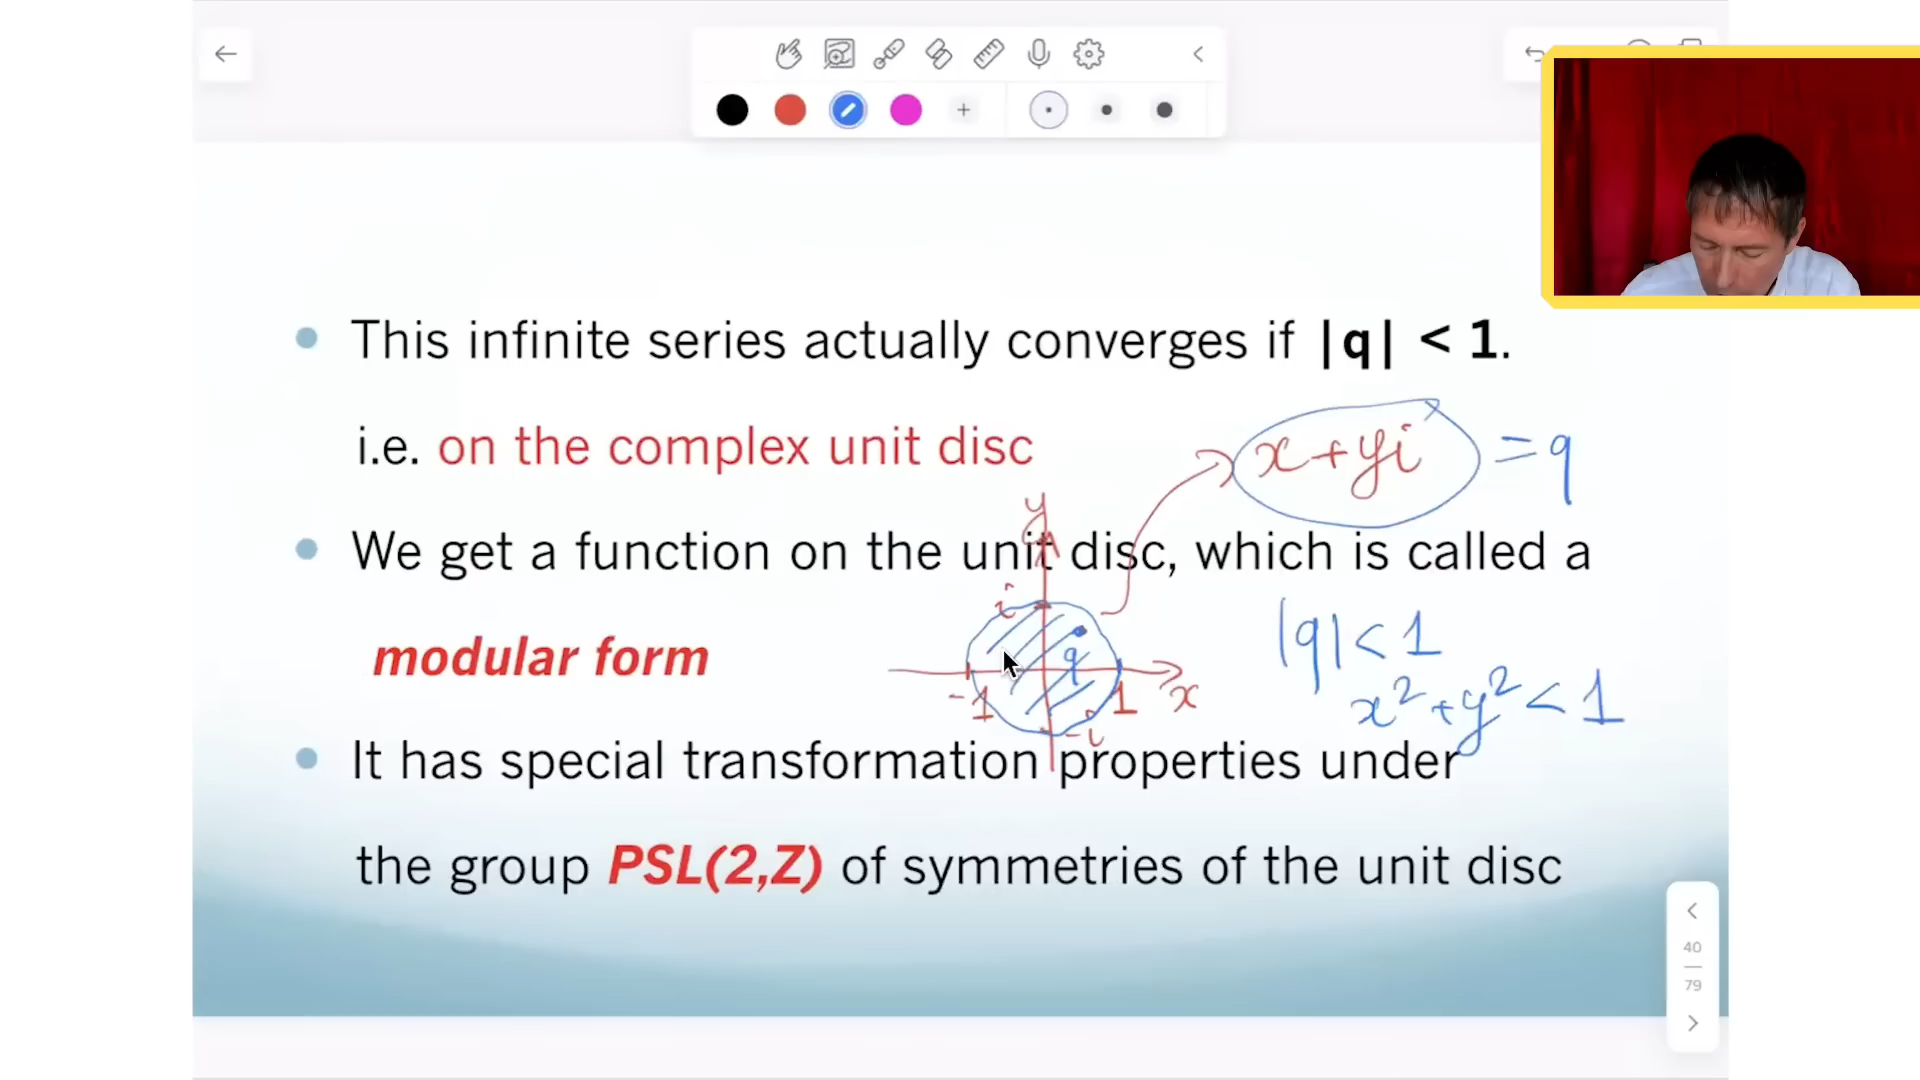 This infinite series actually converges if |q| < 1.
i.e. on the complex unit disc
x+yi = q
y
We get a function on the unit disc, which is called a
i
|q| < 1
modular form
q
-1
1
x
x² + y² < 1
-i
It has special transformation properties under
the group PSL(2,Z) of symmetries of the unit disc
40
79